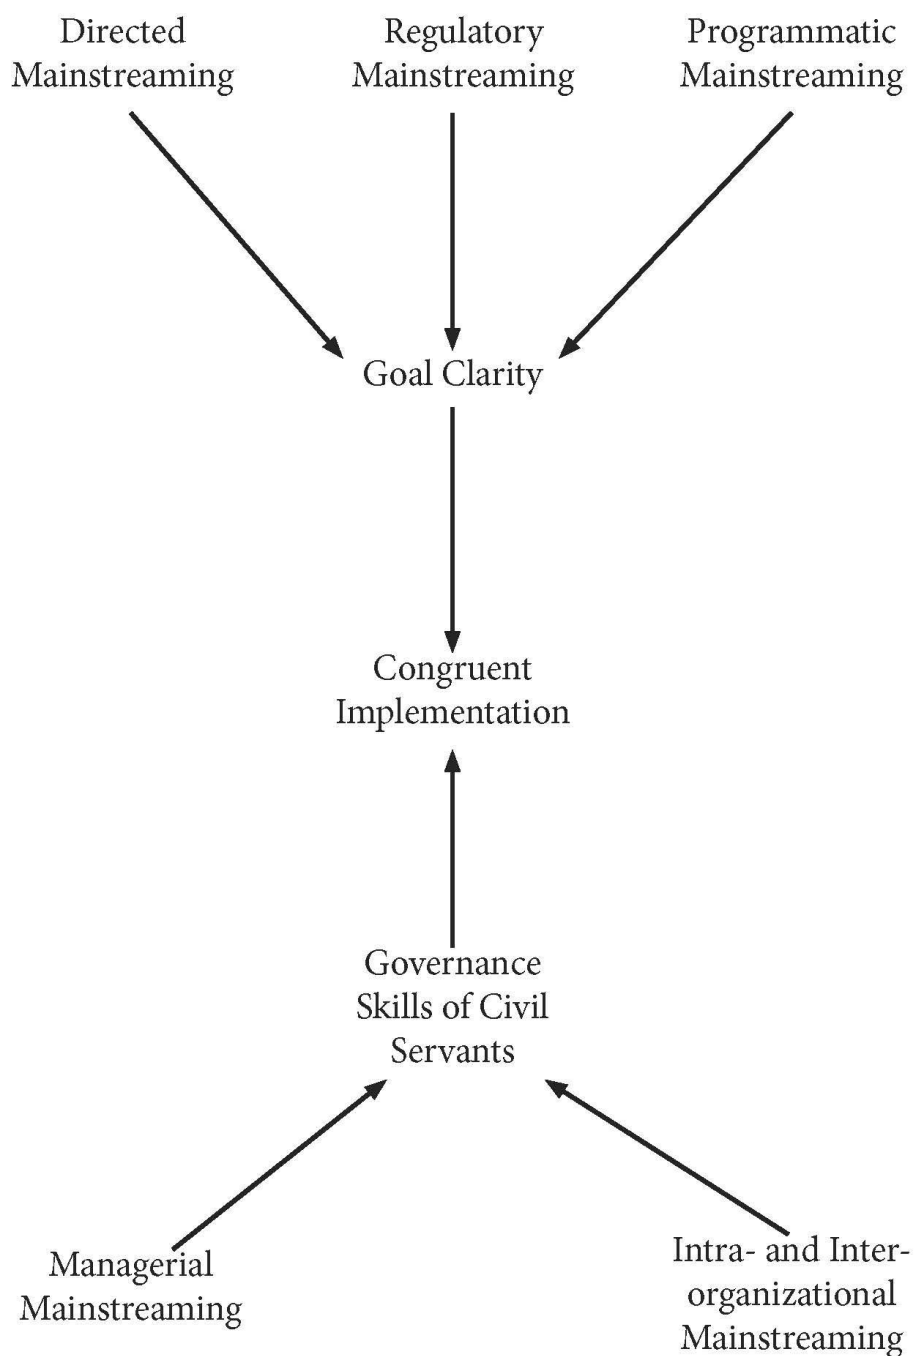 Directed
Mainstreaming
Regulatory
Mainstreaming
Programmatic
Mainstreaming
Goal Clarity
Congruent
Implementation
Governance
Skills of Civil
Servants
Managerial
Mainstreaming
Intra- and Inter-
organizational
Mainstreaming